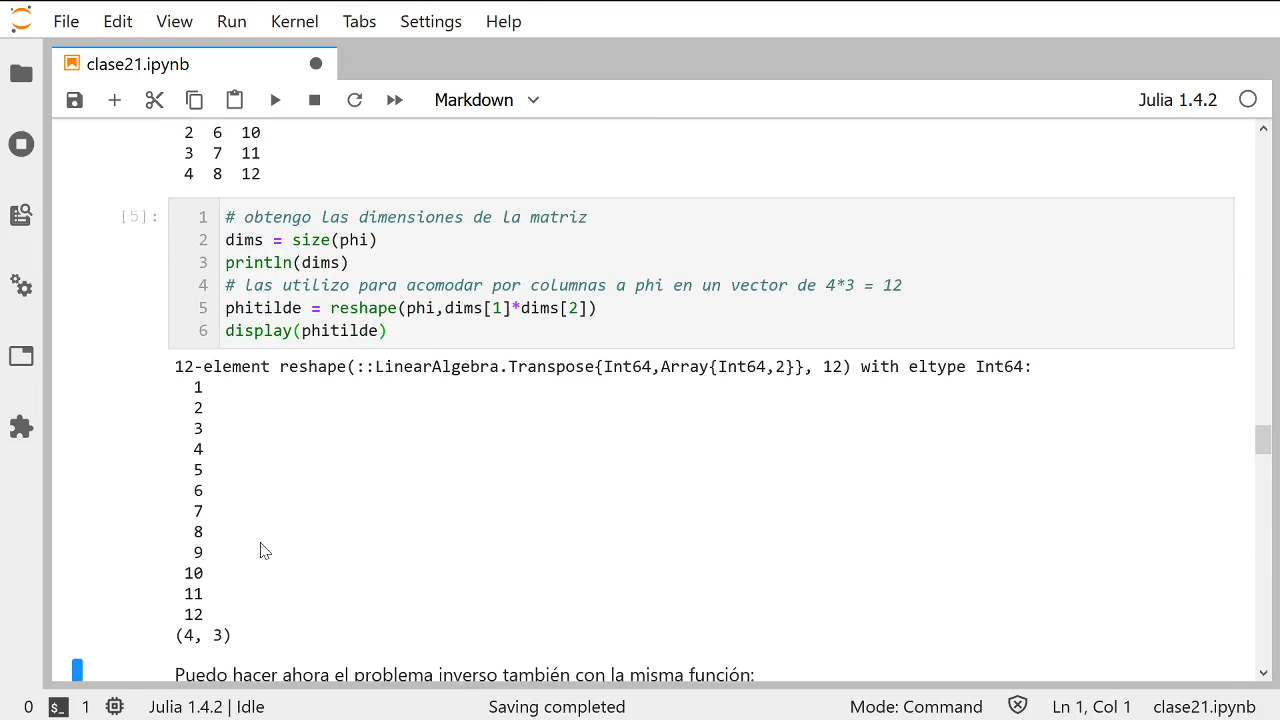 File Edit View Run Kernel Tabs Settings Help
clase21.ipynb
Markdown
Julia 1.4.2
2 6 10
3 7 11
4 8 12
[5]:
1 # obtengo las dimensiones de la matriz
2 dims = size(phi)
3 println(dims)
4 # las utilizo para acomodar por columnas a phi en un vector de 4*3 = 12
5 phitilde = reshape(phi,dims[1]*dims[2])
6 display(phitilde)
12-element reshape(::LinearAlgebra.Transpose{Int64,Array{Int64,2}}, 12) with eltype Int64:
1
2
3
4
5
6
7
8
9
10
11
12
(4, 3)
Puedo hacer ahora el problema inverso también con la misma función:
0 $_ 1 Julia 1.4.2 | Idle Saving completed Mode: Command Ln 1, Col 1 clase21.ipynb